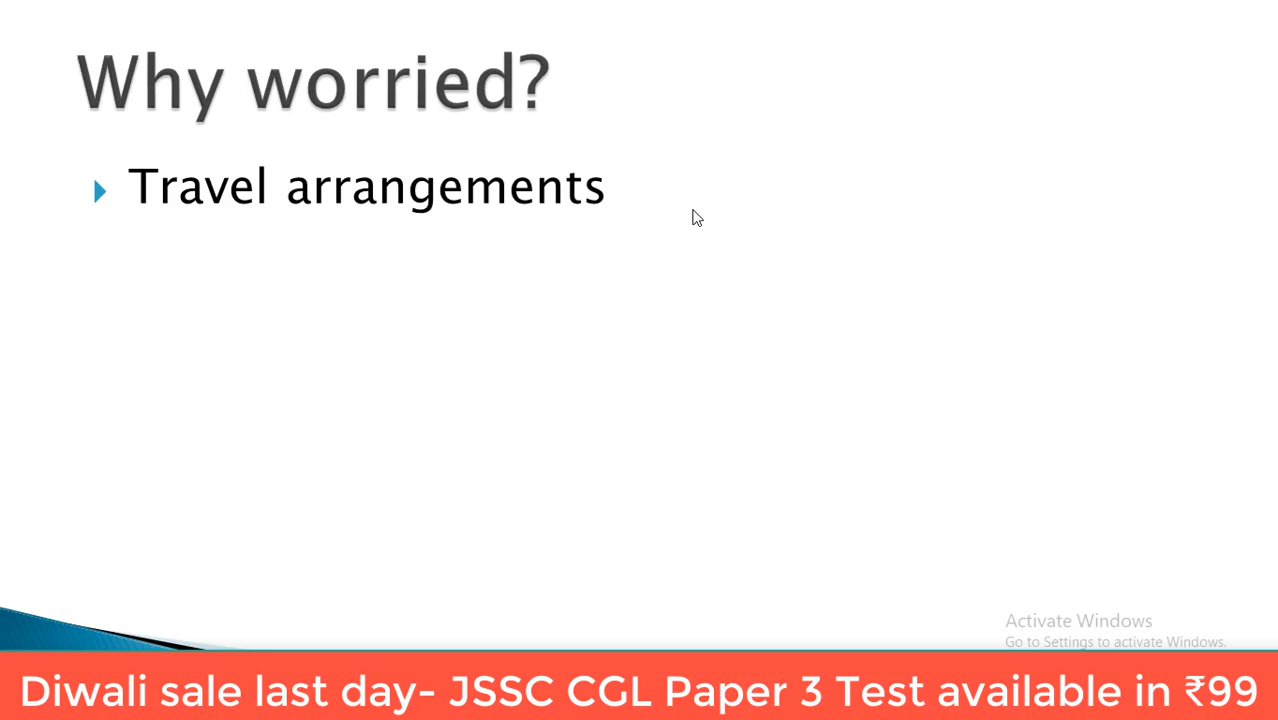 Why worried?
Travel arrangements
Activate Windows
Go to Settings to activate Windows.
Diwali sale last day- JSSC CGL Paper 3 Test available in ₹99